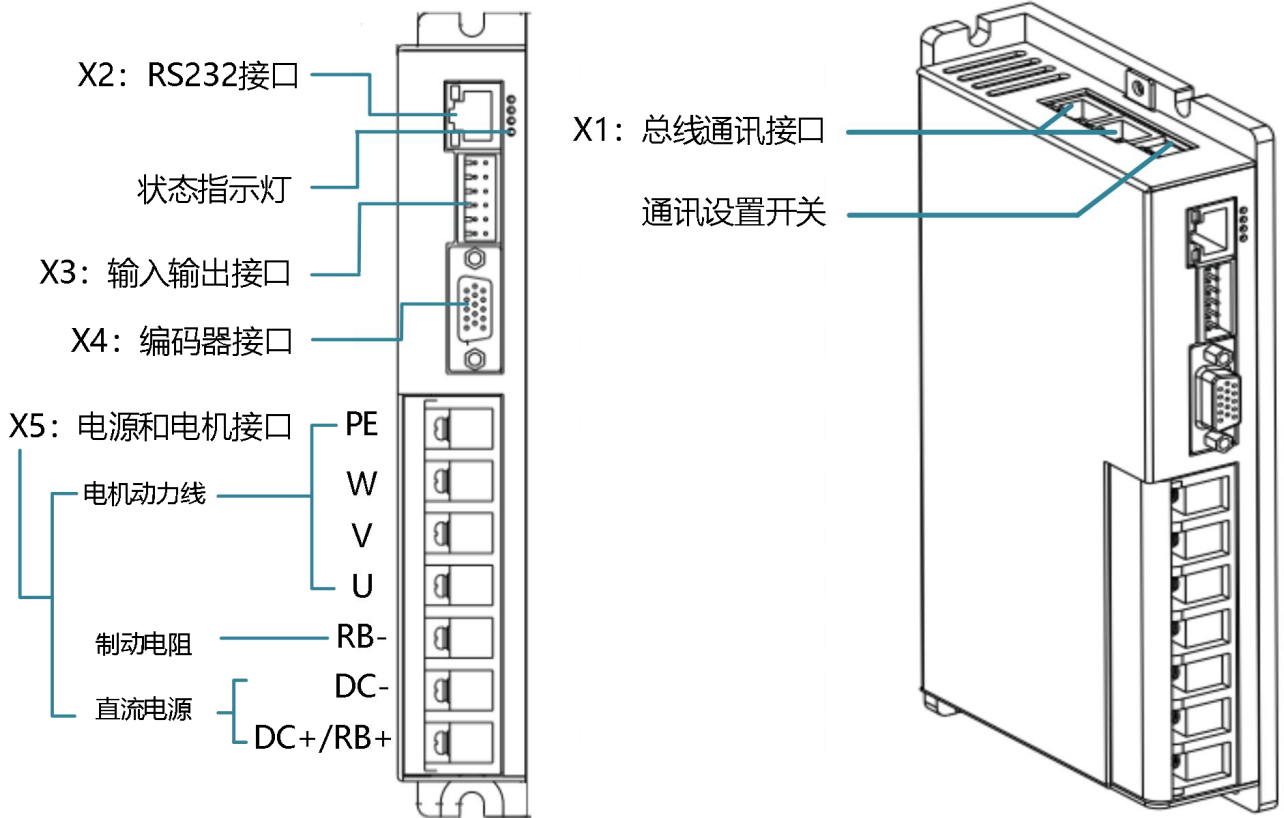 X2：RS232接口
状态指示灯
X3：输入输出接口
X4：编码器接口
X5：电源和电机接口
PE
电机动力线
W
V
U
制动电阻
RB-
直流电源
DC-
DC+/RB+
X1：总线通讯接口
通讯设置开关